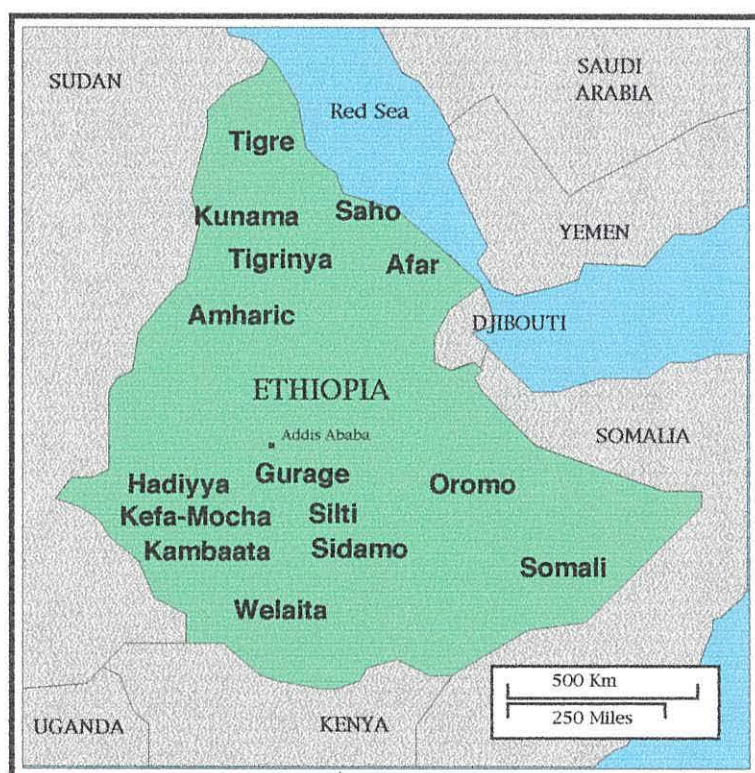 SUDAN
SAUDI
ARABIA
Red Sea
Tigre
Kunama
Saho
YEMEN
Tigrinya
Afar
Amharic
DJIBOUTI
ETHIOPIA
Addis Ababa
SOMALIA
Gurage
Hadiyya
Oromo
Kefa-Mocha
Silti
Kambaata
Sidamo
Somali
Welaita
500 Km
250 Miles
UGANDA
KENYA